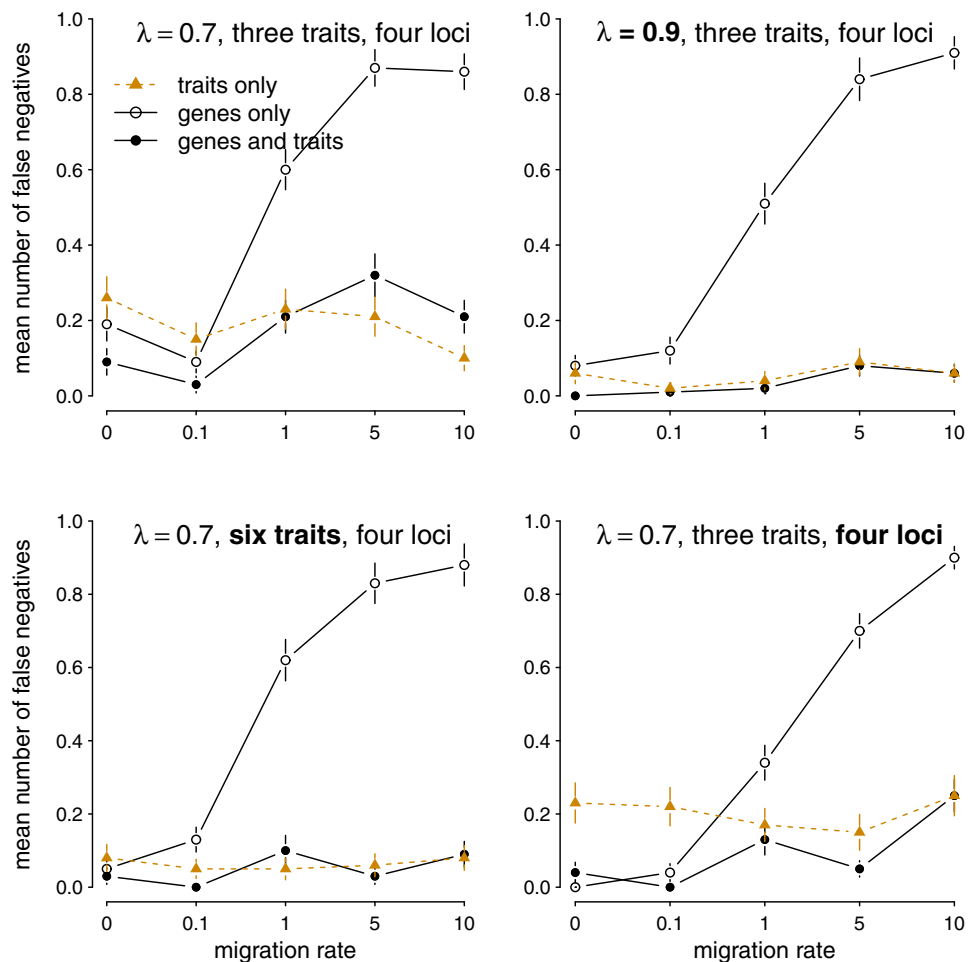 λ = 0.7, three traits, four loci
traits only
genes only
genes and traits
mean number of false negatives
1.0
0.8
0.6
0.4
0.2
0.0
0 0.1 1 5 10
λ = 0.9, three traits, four loci
1.0
0.8
0.6
0.4
0.2
0.0
0 0.1 1 5 10
λ = 0.7, six traits, four loci
mean number of false negatives
1.0
0.8
0.6
0.4
0.2
0.0
0 0.1 1 5 10
migration rate
λ = 0.7, three traits, four loci
1.0
0.8
0.6
0.4
0.2
0.0
0 0.1 1 5 10
migration rate